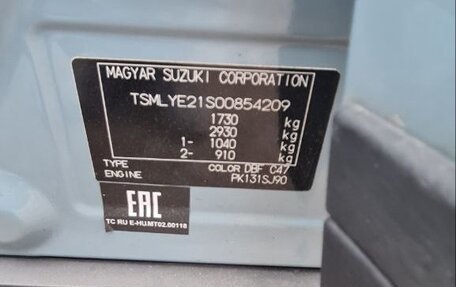 MAGYAR SUZUKI CORPORATION
TSMLYE21S00854209
1730 kg
2930 kg
1- 1040 kg
2- 910 kg
TYPE COLOR DBF C47
ENGINE PK131SJ90
EAC
TC RU E-HU.MT02.00118